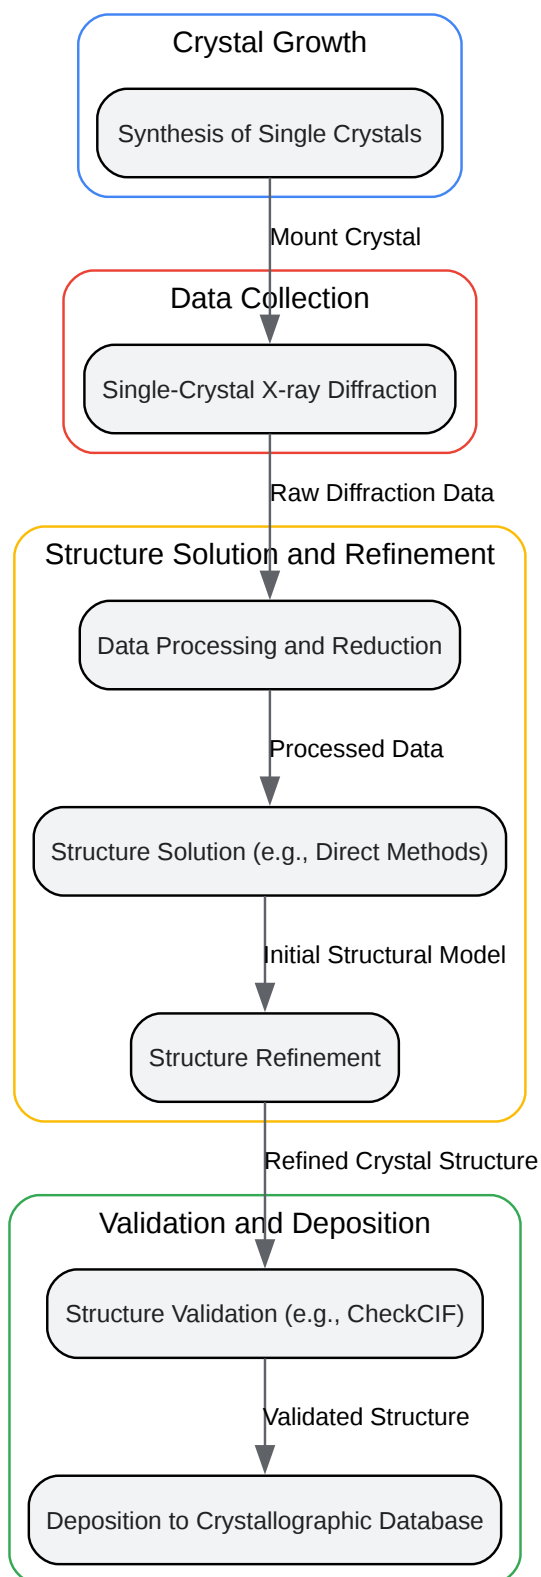 Crystal Growth
Synthesis of Single Crystals
Mount Crystal
Data Collection
Single-Crystal X-ray Diffraction
Raw Diffraction Data
Structure Solution and Refinement
Data Processing and Reduction
Processed Data
Structure Solution (e.g., Direct Methods)
Initial Structural Model
Structure Refinement
Refined Crystal Structure
Validation and Deposition
Structure Validation (e.g., CheckCIF)
Validated Structure
Deposition to Crystallographic Database